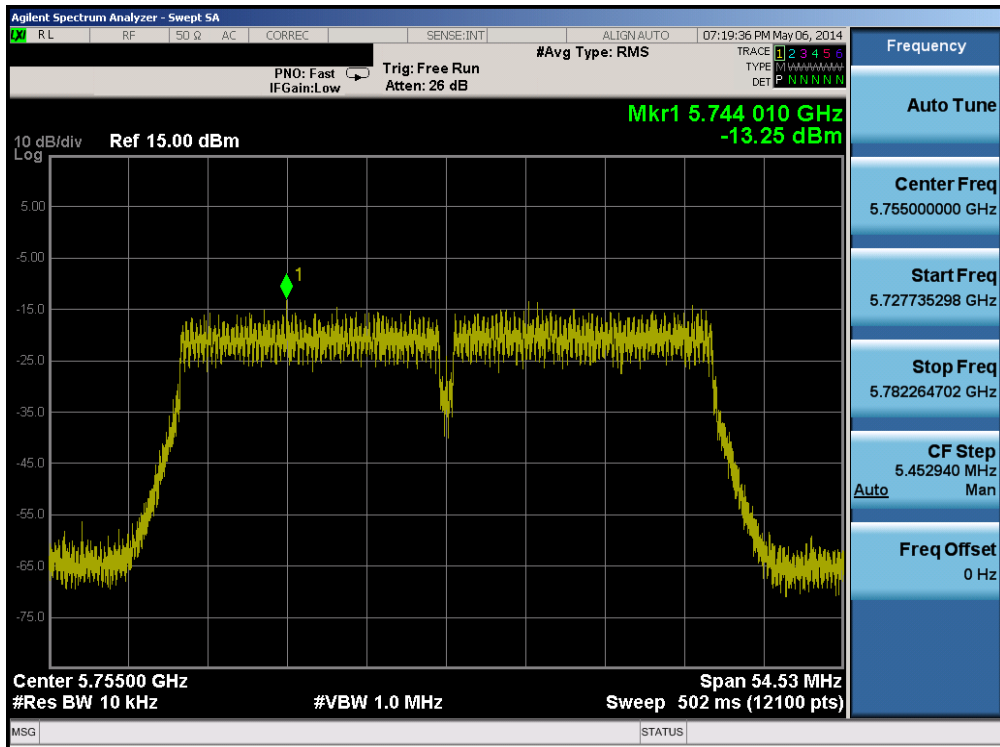 Agilent Spectrum Analyzer - Swept SA
LXI RL RF 50 Ω AC CORREC SENSE:INT ALIGN AUTO 07:19:36 PM May 06, 2014
Frequency
#Avg Type: RMS
TRACE 1 2 3 4 5 6
PNO: Fast Trig: Free Run
TYPE M WWWWW
IFGain:Low Atten: 26 dB
DET P N N N N N
Auto Tune
Mkr1 5.744 010 GHz
-13.25 dBm
10 dB/div Ref 15.00 dBm
Log
Center Freq
5.755000000 GHz
5.00
-5.00
1
Start Freq
5.727735298 GHz
-15.0
-25.0
Stop Freq
5.782264702 GHz
-35.0
-45.0
CF Step
5.452940 MHz
Auto Man
-55.0
-65.0
Freq Offset
0 Hz
-75.0
Center 5.75500 GHz Span 54.53 MHz
#Res BW 10 kHz #VBW 1.0 MHz Sweep 502 ms (12100 pts)
MSG STATUS